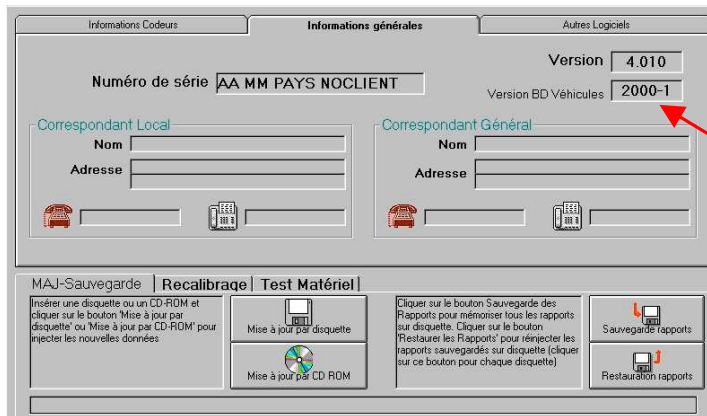 Informations Codeurs
Informations générales
Autres Logiciels
Version 4.010
Numéro de série AA MM PAYS NOCLIENT
Version BD Véhicules 2000-1
Correspondant Local
Nom
Adresse
Correspondant Général
Nom
Adresse
MAJ-Sauvegarde
Recalibrage
Test Matériel
Insérer une disquette ou un CD-ROM et
cliquer sur le bouton 'Mise à jour par
disquette' ou 'Mise à jour par CD-ROM' pour
injecter les nouvelles données
Mise à jour par disquette
Mise à jour par CD ROM
Cliquer sur le bouton Sauvegarde des
Rapports pour mémoriser tous les rapports
sur disquette. Cliquer sur le bouton
'Restaurer les Rapports' pour réinjecter les
rapports sauvegardés sur disquette (cliquer
sur ce bouton pour chaque disquette)
Sauvegarde rapports
Restauration rapports